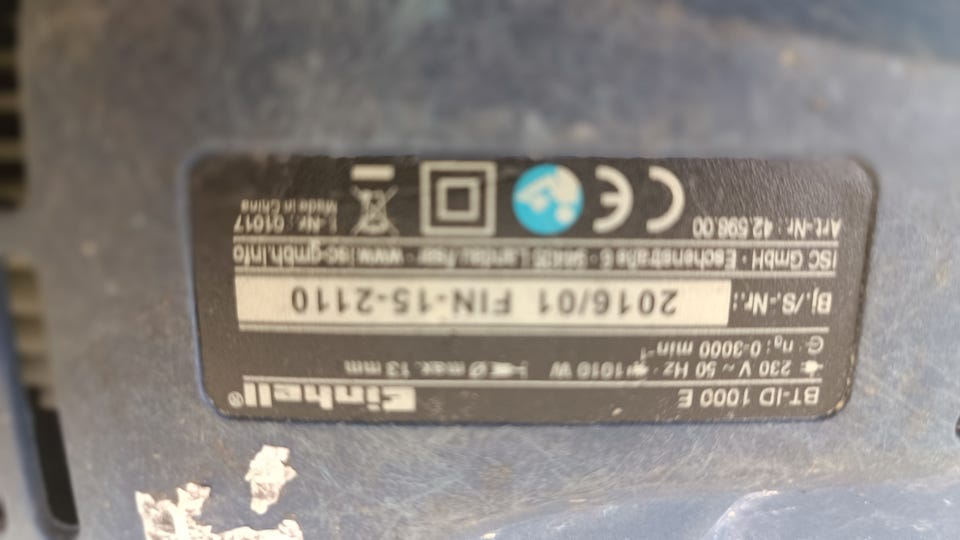 BT-ID 1000 E Einhell®
230 V ~ 50 Hz · 1010 W max. 13 mm
n₀: 0-3000 min⁻¹
Bj./S.-Nr.: 2016/01 FIN-15-2110
ISC GmbH · Eschenstraße 6 · Landau/Isar · www.isc-gmbh.info
Art.-Nr.: 42.596.00 CE I.-Nr.: 01017
Made in China